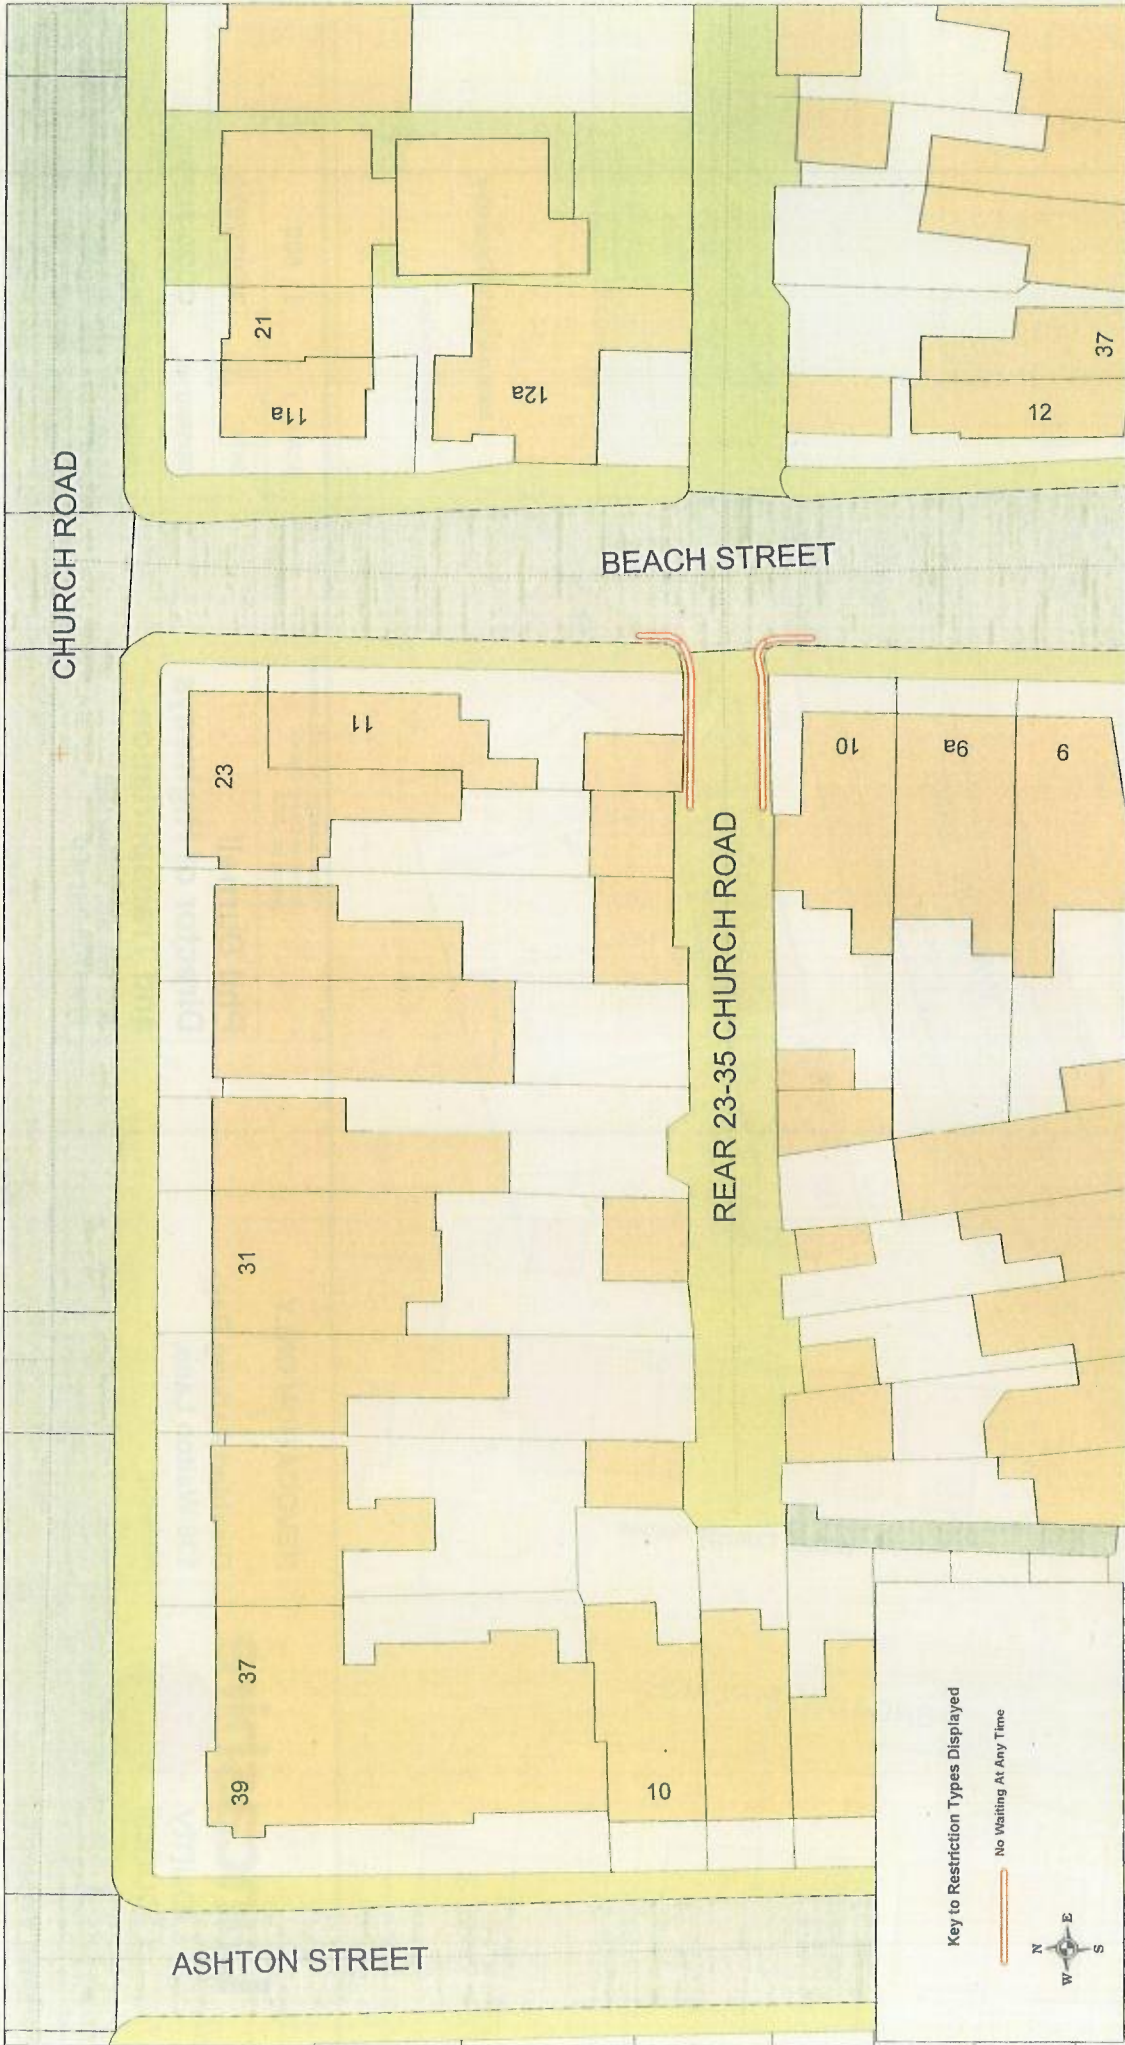 CHURCH ROAD
21
11a
12a
37
12
BEACH STREET
23
11
10
9a
9
REAR 23-35 CHURCH ROAD
31
37
39
10
ASHTON STREET
Key to Restriction Types Displayed
No Waiting At Any Time
N
W E
S